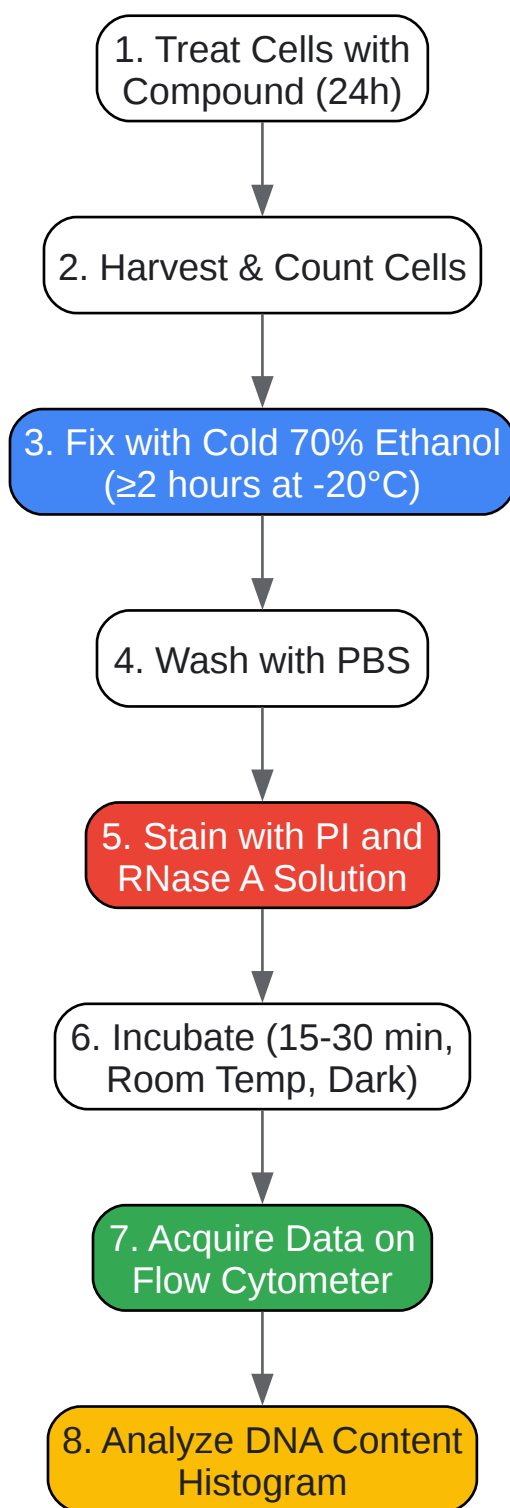 1. Treat Cells with
Compound (24h)
2. Harvest & Count Cells
3. Fix with Cold 70% Ethanol
(≥2 hours at -20°C)
4. Wash with PBS
5. Stain with PI and
RNase A Solution
6. Incubate (15-30 min,
Room Temp, Dark)
7. Acquire Data on
Flow Cytometer
8. Analyze DNA Content
Histogram